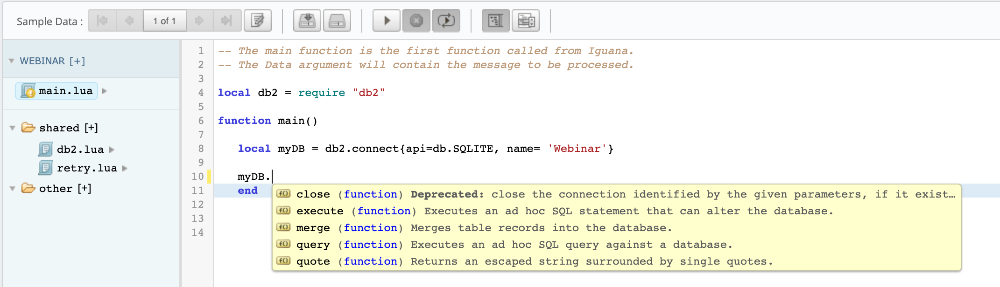 Sample Data :
1 of 1
WEBINAR [+]
main.lua
shared [+]
db2.lua
retry.lua
other [+]
1 -- The main function is the first function called from Iguana.
2 -- The Data argument will contain the message to be processed.
3
4 local db2 = require "db2"
5
6 function main()
7
8 local myDB = db2.connect{api=db.SQLITE, name= 'Webinar'}
9
10 myDB.
11 end
12
13
14
f() close (function) Deprecated: close the connection identified by the given parameters, if it exist…
f() execute (function) Executes an ad hoc SQL statement that can alter the database.
f() merge (function) Merges table records into the database.
f() query (function) Executes an ad hoc SQL query against a database.
f() quote (function) Returns an escaped string surrounded by single quotes.